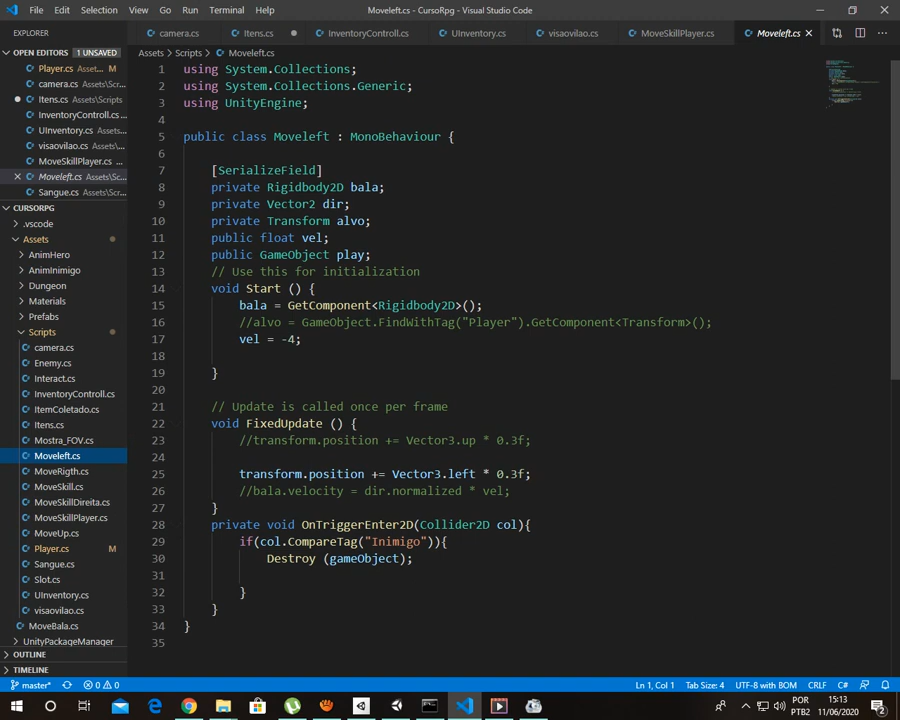 File Edit Selection View Go Run Terminal Help Moveleft.cs - CursoRpg - Visual Studio Code
EXPLORER camera.cs Itens.cs InventoryControll.cs UInventory.cs visaovilao.cs MoveSkillPlayer.cs Moveleft.cs
OPEN EDITORS 1 UNSAVED
Player.cs Asset... M
camera.cs Assets\Scripts
Itens.cs Assets\Scripts
InventoryControll.cs...
UInventory.cs Assets...
visaovilao.cs Assets\...
MoveSkillPlayer.cs ...
Moveleft.cs Assets\Sc...
Sangue.cs Assets\Scr...
CURSORPG
.vscode
Assets
AnimHero
AnimInimigo
Dungeon
Materials
Prefabs
Scripts
camera.cs
Enemy.cs
Interact.cs
InventoryControll.cs
ItemColetado.cs
Itens.cs
Mostra_FOV.cs
Moveleft.cs
MoveRigth.cs
MoveSkill.cs
MoveSkillDireita.cs
MoveSkillPlayer.cs
MoveUp.cs
Player.cs M
Sangue.cs
Slot.cs
UInventory.cs
visaovilao.cs
MoveBala.cs
UnityPackageManager
OUTLINE
TIMELINE
Assets > Scripts > Moveleft.cs
1 using System.Collections;
2 using System.Collections.Generic;
3 using UnityEngine;
4
5 public class Moveleft : MonoBehaviour {
6
7 [SerializeField]
8 private Rigidbody2D bala;
9 private Vector2 dir;
10 private Transform alvo;
11 public float vel;
12 public GameObject play;
13 // Use this for initialization
14 void Start () {
15 bala = GetComponent<Rigidbody2D>();
16 //alvo = GameObject.FindWithTag("Player").GetComponent<Transform>();
17 vel = -4;
18
19 }
20
21 // Update is called once per frame
22 void FixedUpdate () {
23 //transform.position += Vector3.up * 0.3f;
24
25 transform.position += Vector3.left * 0.3f;
26 //bala.velocity = dir.normalized * vel;
27 }
28 private void OnTriggerEnter2D(Collider2D col){
29 if(col.CompareTag("Inimigo")){
30 Destroy (gameObject);
31
32 }
33 }
34 }
35
master* 0 0 Ln 1, Col 1 Tab Size: 4 UTF-8 with BOM CRLF C#
POR 15:13
PTB2 11/06/2020 2